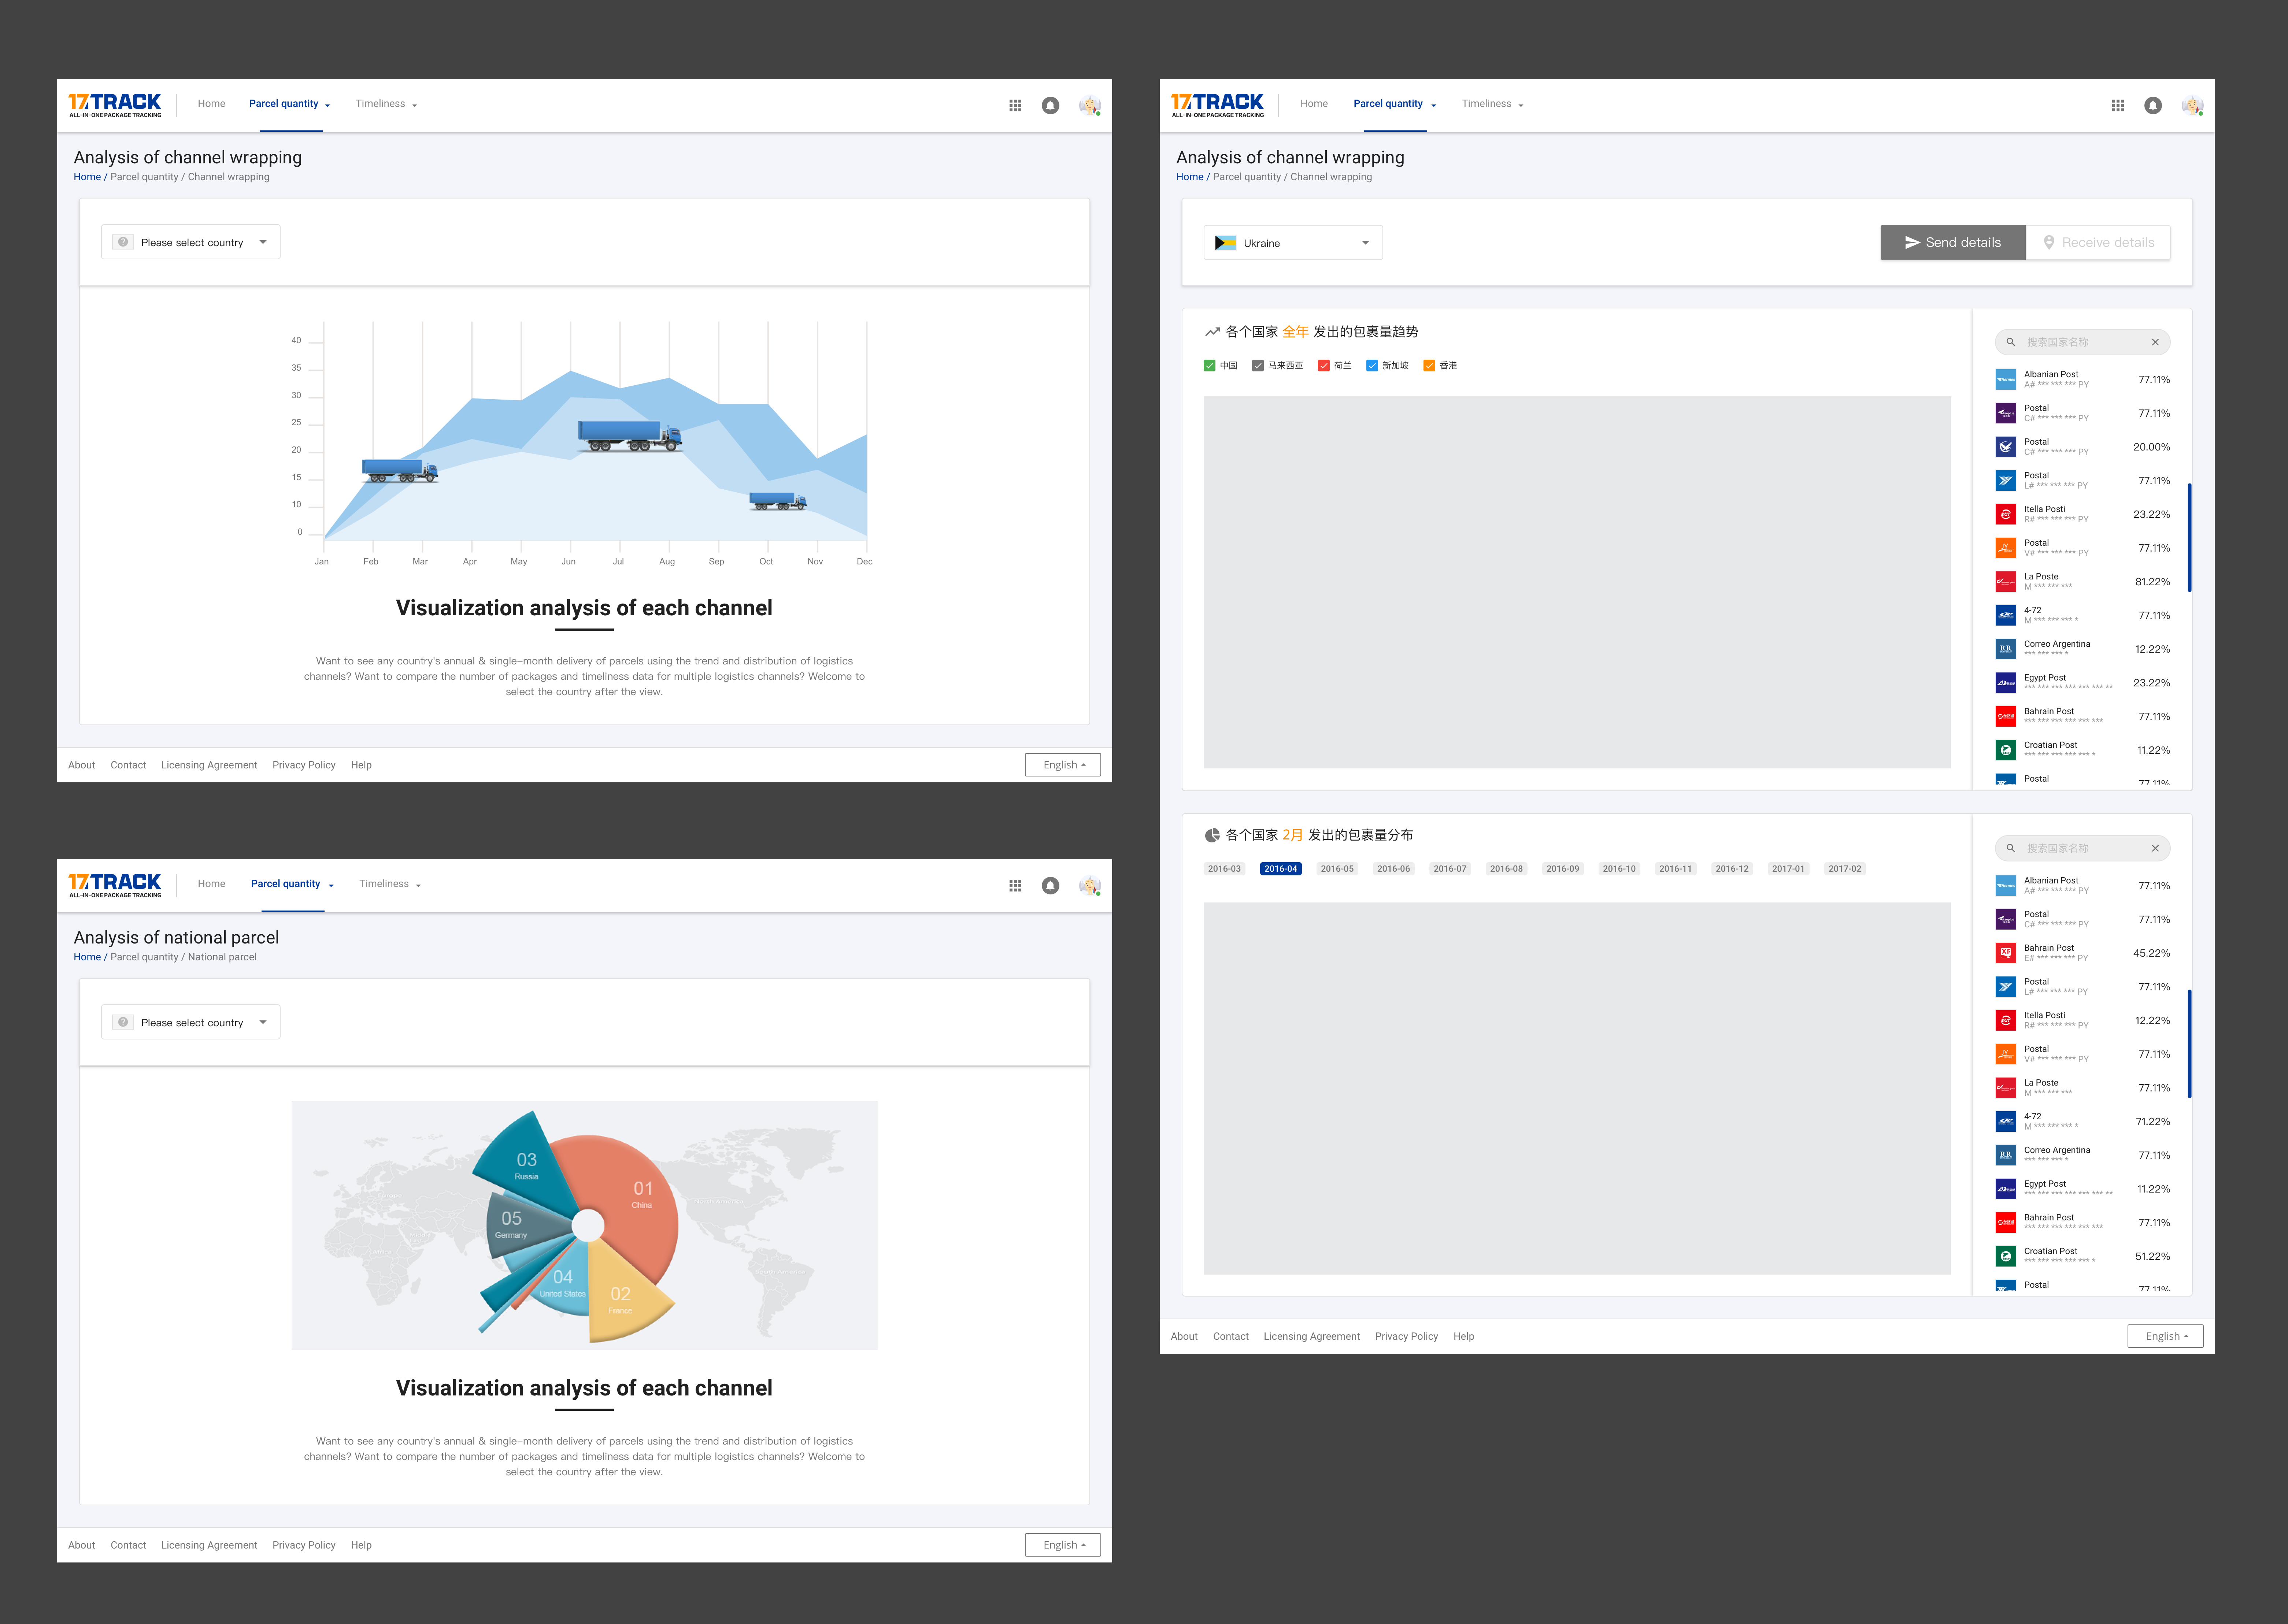 17TRACK
ALL-IN-ONE PACKAGE TRACKING
Home
Parcel quantity
Timeliness
Analysis of channel wrapping
Home / Parcel quantity / Channel wrapping
Please select country
40
35
30
25
20
15
10
0
Jan Feb Mar Apr May Jun Jul Aug Sep Oct Nov Dec
Visualization analysis of each channel
Want to see any country's annual & single-month delivery of parcels using the trend and distribution of logistics
channels? Want to compare the number of packages and timeliness data for multiple logistics channels? Welcome to
select the country after the view.
About Contact Licensing Agreement Privacy Policy Help
English
17TRACK
ALL-IN-ONE PACKAGE TRACKING
Home
Parcel quantity
Timeliness
Analysis of national parcel
Home / Parcel quantity / National parcel
Please select country
03
Russia
01
China
05
Germany
04
United States
02
France
Visualization analysis of each channel
Want to see any country's annual & single-month delivery of parcels using the trend and distribution of logistics
channels? Want to compare the number of packages and timeliness data for multiple logistics channels? Welcome to
select the country after the view.
About Contact Licensing Agreement Privacy Policy Help
English
17TRACK
ALL-IN-ONE PACKAGE TRACKING
Home
Parcel quantity
Timeliness
Analysis of channel wrapping
Home / Parcel quantity / Channel wrapping
Ukraine
Send details
Receive details
各个国家 全年 发出的包裹量趋势
中国 马来西亚 荷兰 新加坡 香港
搜索国家名称
Albanian Post 77.11%
A# *** *** *** PY
Postal 77.11%
C# *** *** *** PY
Postal 20.00%
C# *** *** *** PY
Postal 77.11%
L# *** *** *** PY
Itella Posti 23.22%
R# *** *** *** PY
Postal 77.11%
V# *** *** *** PY
La Poste 81.22%
M *** *** ***
4-72 77.11%
M *** *** *** *
Correo Argentina 12.22%
*** *** *** *
Egypt Post 23.22%
*** *** *** *** *** *** **
Bahrain Post 77.11%
*** *** *** *** *** ***
Croatian Post 11.22%
*** *** *** *** *** *
Postal 77.11%
各个国家 2月 发出的包裹量分布
2016-03 2016-04 2016-05 2016-06 2016-07 2016-08 2016-09 2016-10 2016-11 2016-12 2017-01 2017-02
搜索国家名称
Albanian Post 77.11%
A# *** *** *** PY
Postal 77.11%
C# *** *** *** PY
Bahrain Post 45.22%
E# *** *** *** PY
Postal 77.11%
L# *** *** *** PY
Itella Posti 12.22%
R# *** *** *** PY
Postal 77.11%
V# *** *** *** PY
La Poste 77.11%
M *** *** ***
4-72 71.22%
M *** *** *** *
Correo Argentina 77.11%
*** *** *** *
Egypt Post 11.22%
*** *** *** *** *** *** **
Bahrain Post 77.11%
*** *** *** *** *** ***
Croatian Post 51.22%
*** *** *** *** *** *
Postal 77.11%
About Contact Licensing Agreement Privacy Policy Help
English